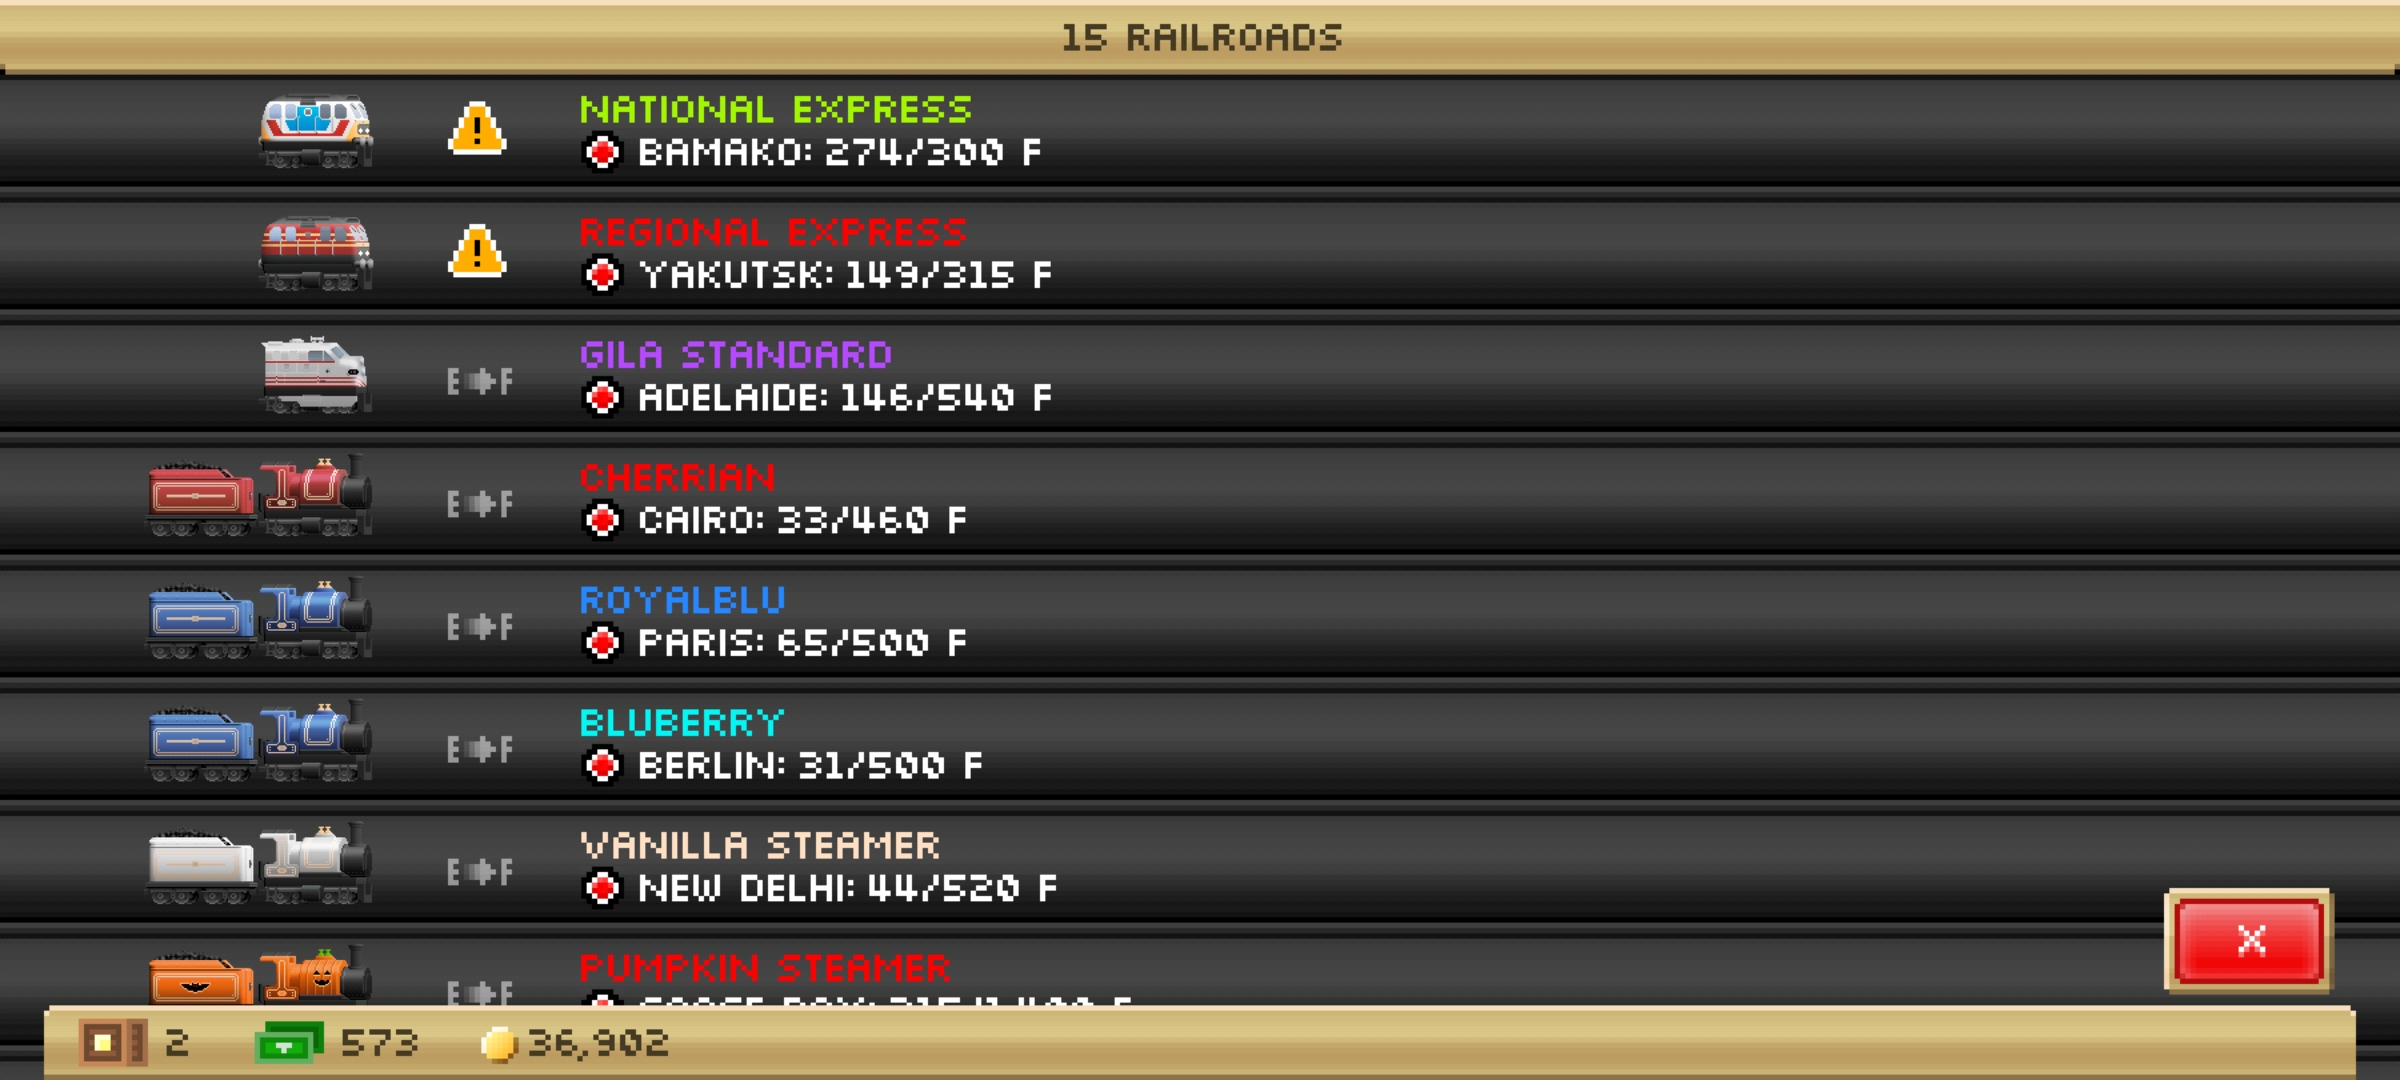 15 RAILROADS
NATIONAL EXPRESS
BAMAKO: 274/300 F
REGIONAL EXPRESS
YAKUTSK: 149/315 F
GILA STANDARD
E F
ADELAIDE: 146/540 F
CHERRIAN
E F
CAIRO: 33/460 F
ROYALBLU
E F
PARIS: 65/500 F
BLUBERRY
E F
BERLIN: 31/500 F
VANILLA STEAMER
E F
NEW DELHI: 44/520 F
PUMPKIN STEAMER
E F
X
2 573 36,902